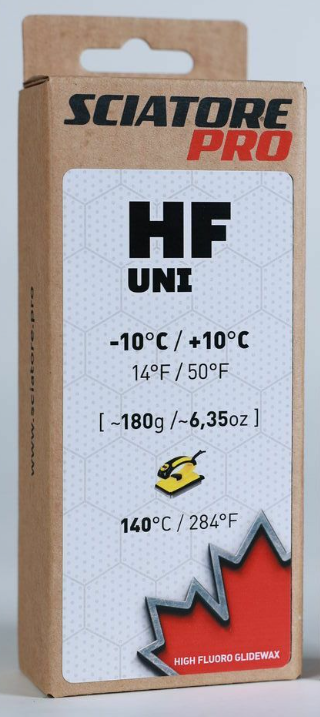 SCIATORE
PRO
HF
UNI
-10°C / +10°C
14°F / 50°F
[ ~180g /~6,35oz ]
140°C / 284°F
HIGH FLUORO GLIDEWAX
www.sciatore.pro